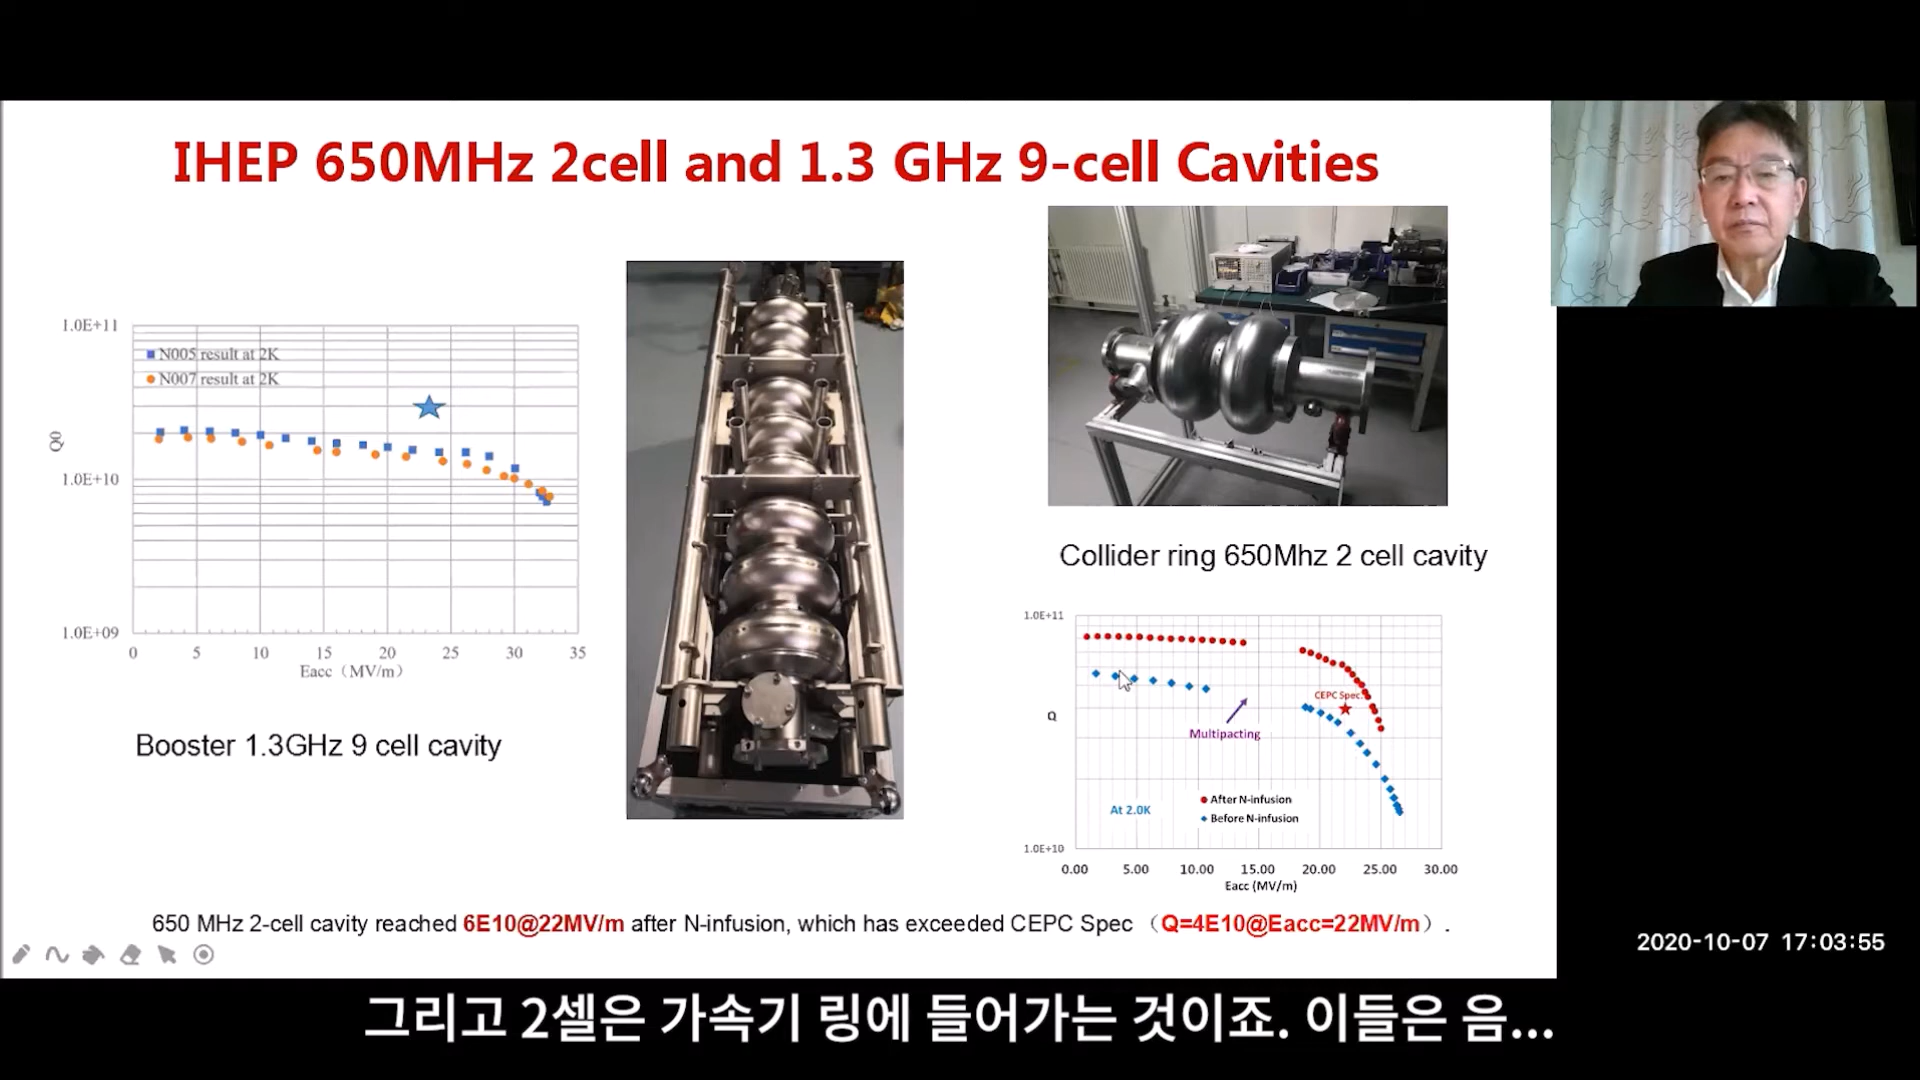 IHEP 650MHz 2cell and 1.3 GHz 9-cell Cavities
1.0E+11
N005 result at 2K
N007 result at 2K
Q0
1.0E+10
1.0E+09
0 5 10 15 20 25 30 35
Eacc（MV/m）
Booster 1.3GHz 9 cell cavity
Collider ring 650Mhz 2 cell cavity
1.0E+11
CEPC Spec.
Q
Multipacting
After N-infusion
At 2.0K
Before N-infusion
1.0E+10
0.00 5.00 10.00 15.00 20.00 25.00 30.00
Eacc (MV/m)
650 MHz 2-cell cavity reached 6E10@22MV/m after N-infusion, which has exceeded CEPC Spec （Q=4E10@Eacc=22MV/m）.
2020-10-07 17:03:55
그리고 2셀은 가속기 링에 들어가는 것이죠. 이들은 음...